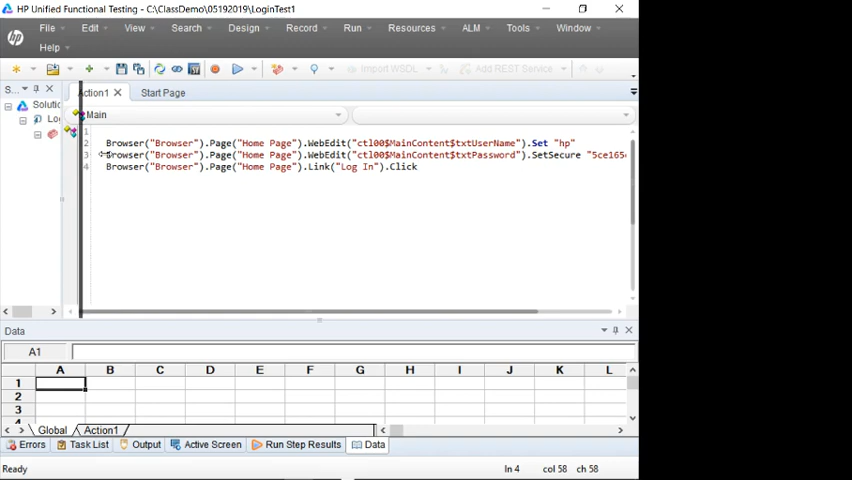 HP Unified Functional Testing - C:\ClassDemo\05192019\LoginTest1
File Edit View Search Design Record Run Resources ALM Tools Window
Help
Import WSDL Add REST Service
S... Action1 Start Page
Solutio Main
Log
1
2 Browser("Browser").Page("Home Page").WebEdit("ctl00$MainContent$txtUserName").Set "hp"
3 Browser("Browser").Page("Home Page").WebEdit("ctl00$MainContent$txtPassword").SetSecure "5ce165
4 Browser("Browser").Page("Home Page").Link("Log In").Click
Data
A1
A B C D E F G H I J K L
1
2
3
4
Global Action1
Errors Task List Output Active Screen Run Step Results Data
Ready ln 4 col 58 ch 58